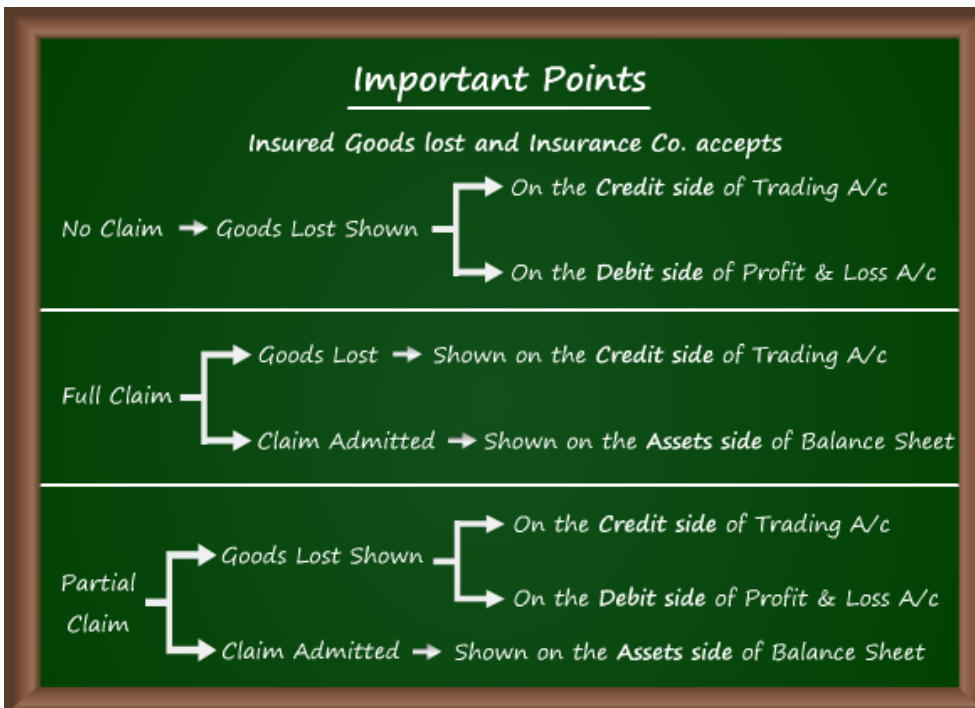 Important Points
Insured Goods lost and Insurance Co. accepts
On the Credit side of Trading A/c
No Claim → Goods Lost Shown
On the Debit side of Profit & Loss A/c
Goods Lost → Shown on the Credit side of Trading A/c
Full Claim
Claim Admitted → Shown on the Assets side of Balance Sheet
On the Credit side of Trading A/c
Goods Lost Shown
On the Debit side of Profit & Loss A/c
Partial
Claim
Claim Admitted → Shown on the Assets side of Balance Sheet